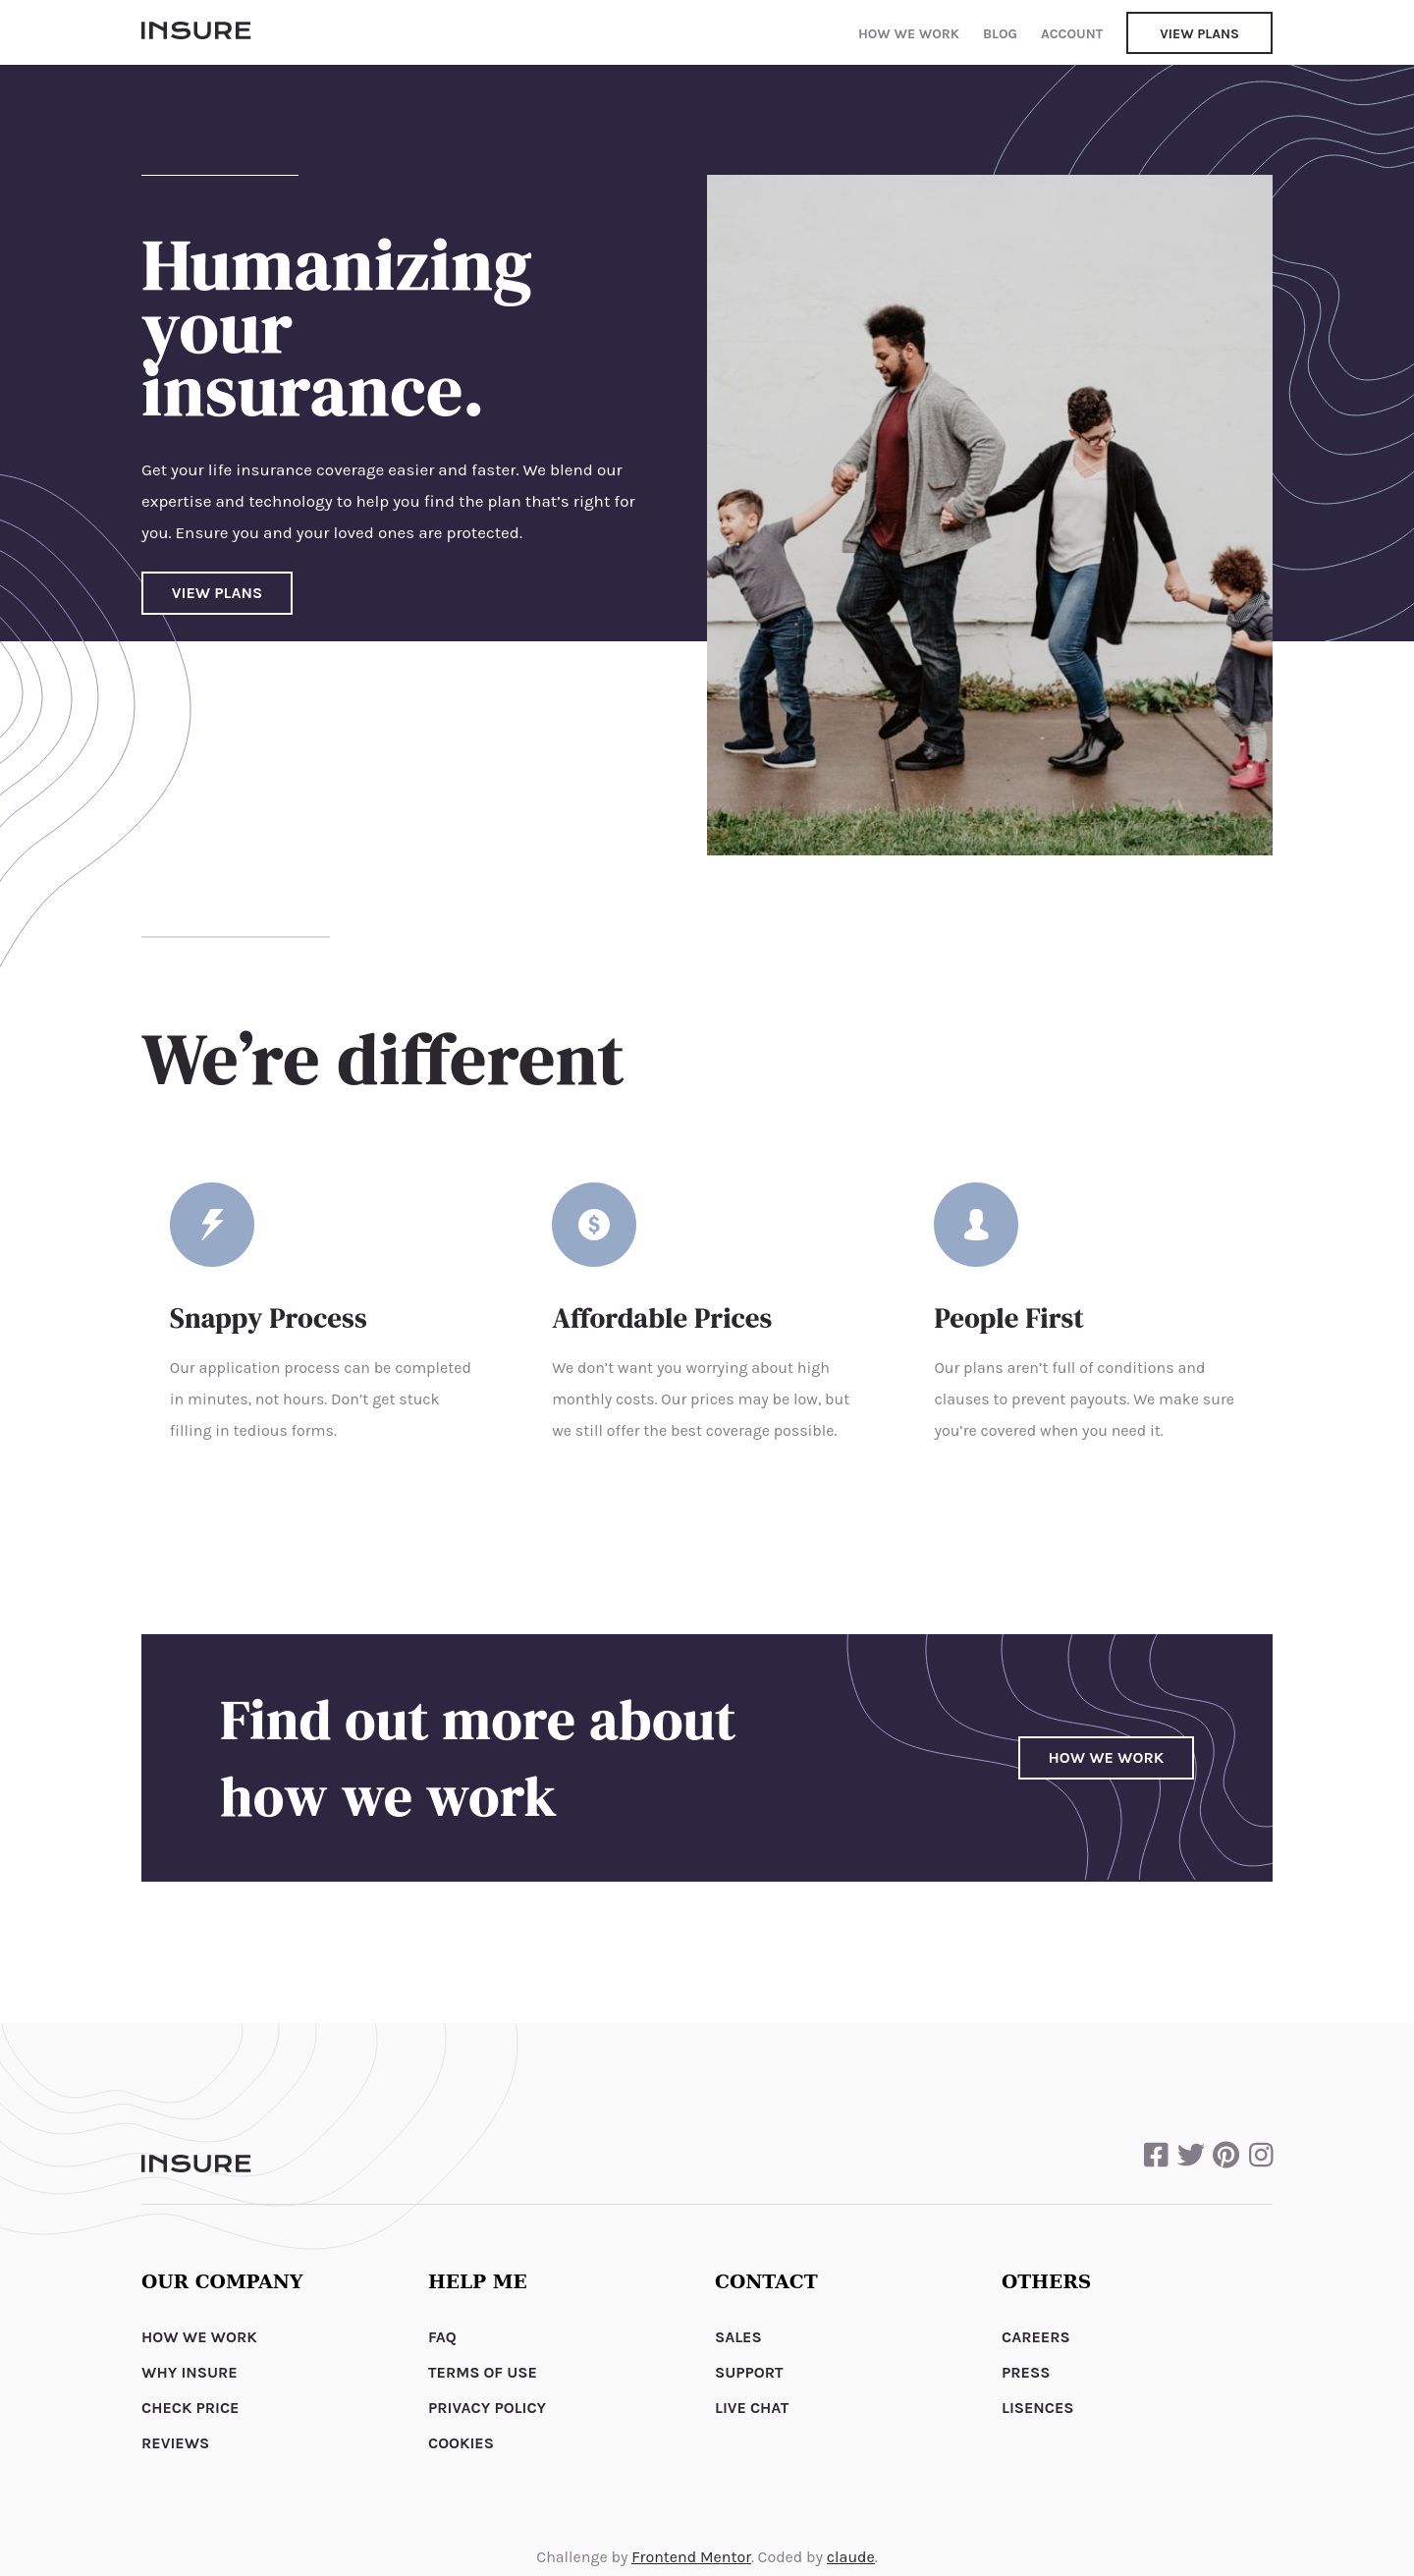 INSURE
HOW WE WORK
BLOG
ACCOUNT
VIEW PLANS
Humanizing
your
insurance.
Get your life insurance coverage easier and faster. We blend our
expertise and technology to help you find the plan that’s right for
you. Ensure you and your loved ones are protected.
VIEW PLANS
We’re different
Snappy Process
Our application process can be completed
in minutes, not hours. Don’t get stuck
filling in tedious forms.
Affordable Prices
We don’t want you worrying about high
monthly costs. Our prices may be low, but
we still offer the best coverage possible.
People First
Our plans aren’t full of conditions and
clauses to prevent payouts. We make sure
you’re covered when you need it.
Find out more about
how we work
HOW WE WORK
INSURE
OUR COMPANY
HOW WE WORK
WHY INSURE
CHECK PRICE
REVIEWS
HELP ME
FAQ
TERMS OF USE
PRIVACY POLICY
COOKIES
CONTACT
SALES
SUPPORT
LIVE CHAT
OTHERS
CAREERS
PRESS
LISENCES
Challenge by Frontend Mentor. Coded by claude.